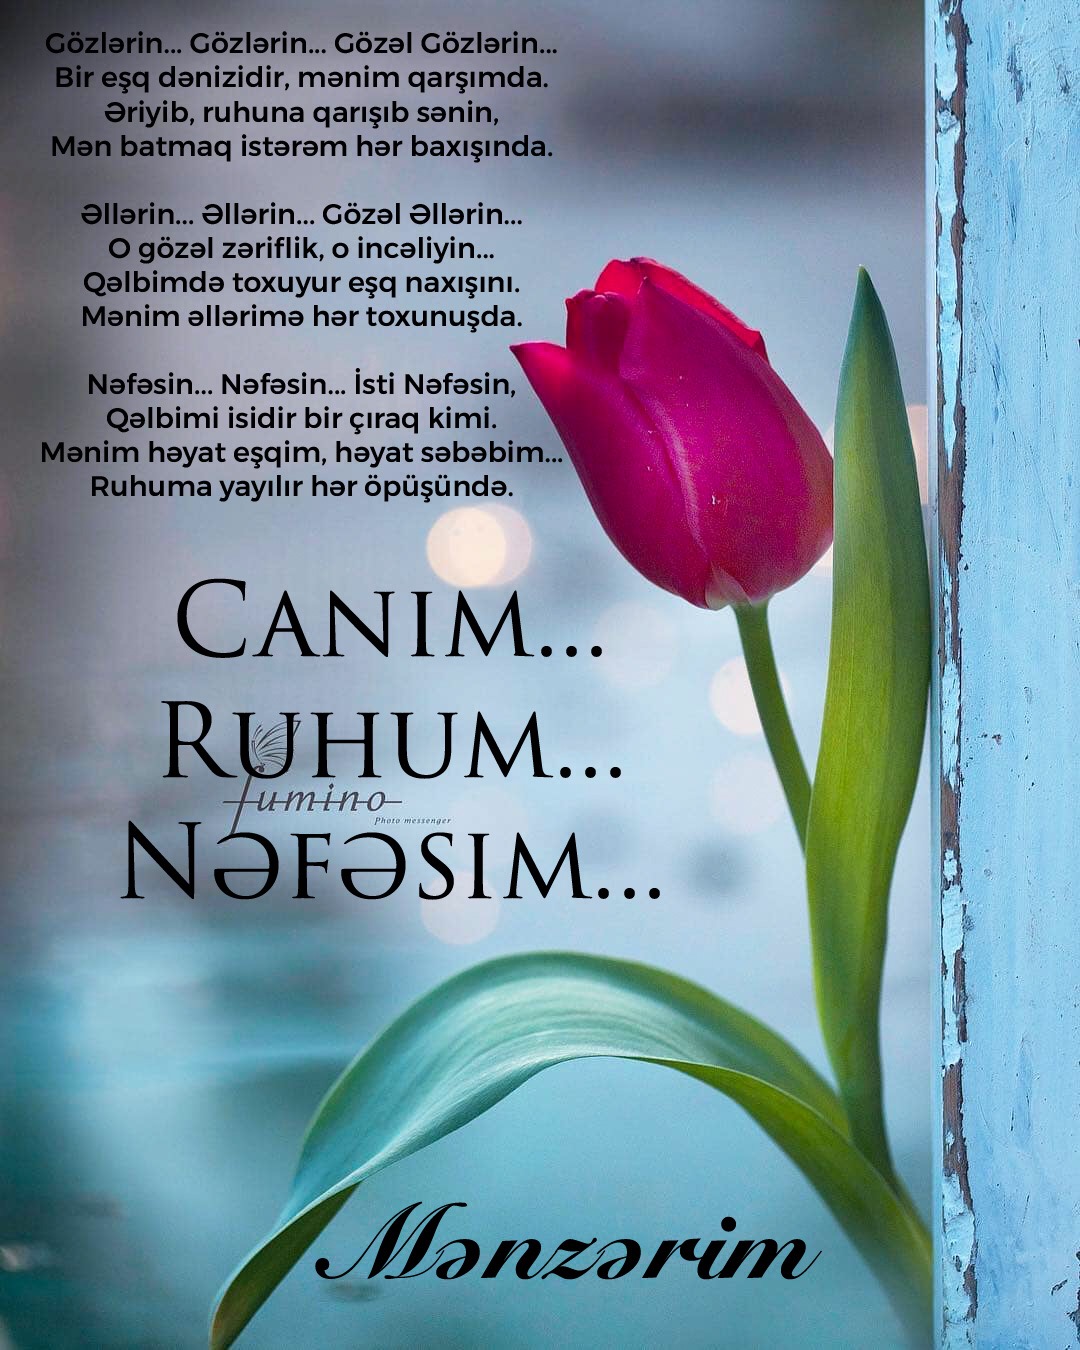 Gözlərin... Gözlərin... Gözəl Gözlərin...
Bir eşq dənizidir, mənim qarşımda.
Əriyib, ruhuna qarışıb sənin,
Mən batmaq istərəm hər baxışında.
Əllərin... Əllərin... Gözəl Əllərin...
O gözəl zəriflik, o incəliyin...
Qəlbimdə toxuyur eşq naxışını.
Mənim əllərimə hər toxunuşda.
Nəfəsin... Nəfəsin... İsti Nəfəsin,
Qəlbimi isidir bir çıraq kimi.
Mənim həyat eşqim, həyat səbəbim...
Ruhuma yayılır hər öpüşündə.
CANIM...
RUHUM...
fumino
Photo messenger
NƏFƏSIM...
Mənzərim